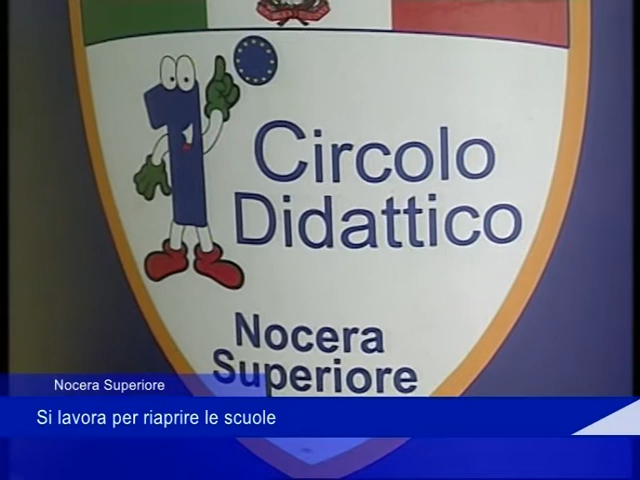 1 Circolo
Didattico
Nocera
Superiore
Nocera Superiore
Si lavora per riaprire le scuole